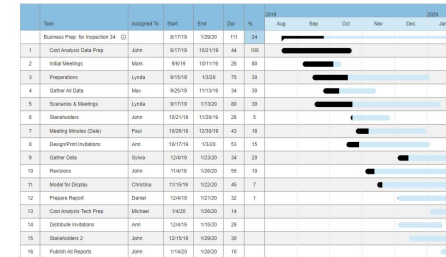 2019 2020
Task Assigned To Start End Dur % Aug Sep Oct Nov Dec Jan
Business Prep. for Inspection 34 8/17/19 1/29/20 111 24
1 Cost Analysis Data Prep John 8/17/19 10/21/19 44 100
2 Initial Meetings Mark 9/6/19 10/11/19 26 80
3 Preparations Lynda 9/15/19 1/3/20 75 30
4 Gather All Data Max 9/25/19 11/13/19 34 30
5 Scenarios & Meetings Lynda 9/17/19 1/13/20 80 30
6 Stakeholders John 10/21/19 11/26/19 26 5
7 Meeting Minutes (Data) Paul 10/28/19 12/30/19 43 18
8 Design/Print Invitations Ann 10/17/19 1/3/20 53 15
9 Gather Data Sylvia 12/4/19 1/23/20 34 20
10 Revisions John 11/4/19 1/26/20 55 10
11 Model for Display Christina 11/15/19 1/22/20 45 7
12 Prepare Report Daniel 12/4/19 1/21/20 32 1
13 Cost Analysis Tech Prep. Michael 1/4/20 1/26/20 14
14 Distribute Invitations Ann 12/4/19 1/15/20 29
15 Stakeholders 2 John 12/15/19 1/29/20 30
16 Publish All Reports John 1/14/20 1/28/20 10